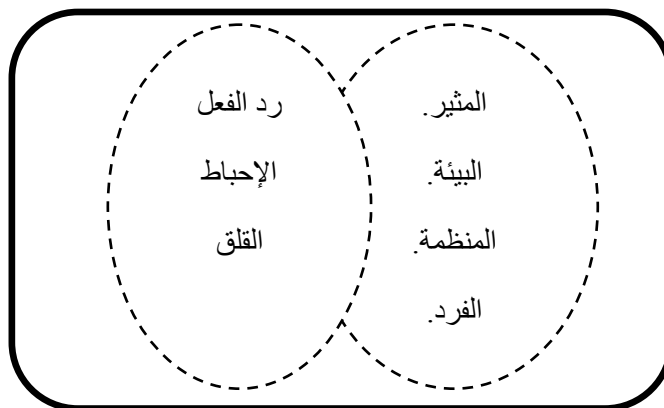 المثير.
البيئة.
المنظمة.
الفرد.
رد الفعل
الإحباط
القلق